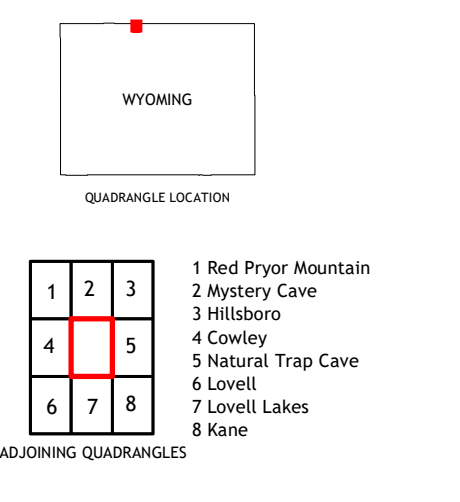 WYOMING
QUADRANGLE LOCATION
1 2 3
4 5
6 7 8
ADJOINING QUADRANGLES
1 Red Pryor Mountain
2 Mystery Cave
3 Hillsboro
4 Cowley
5 Natural Trap Cave
6 Lovell
7 Lovell Lakes
8 Kane